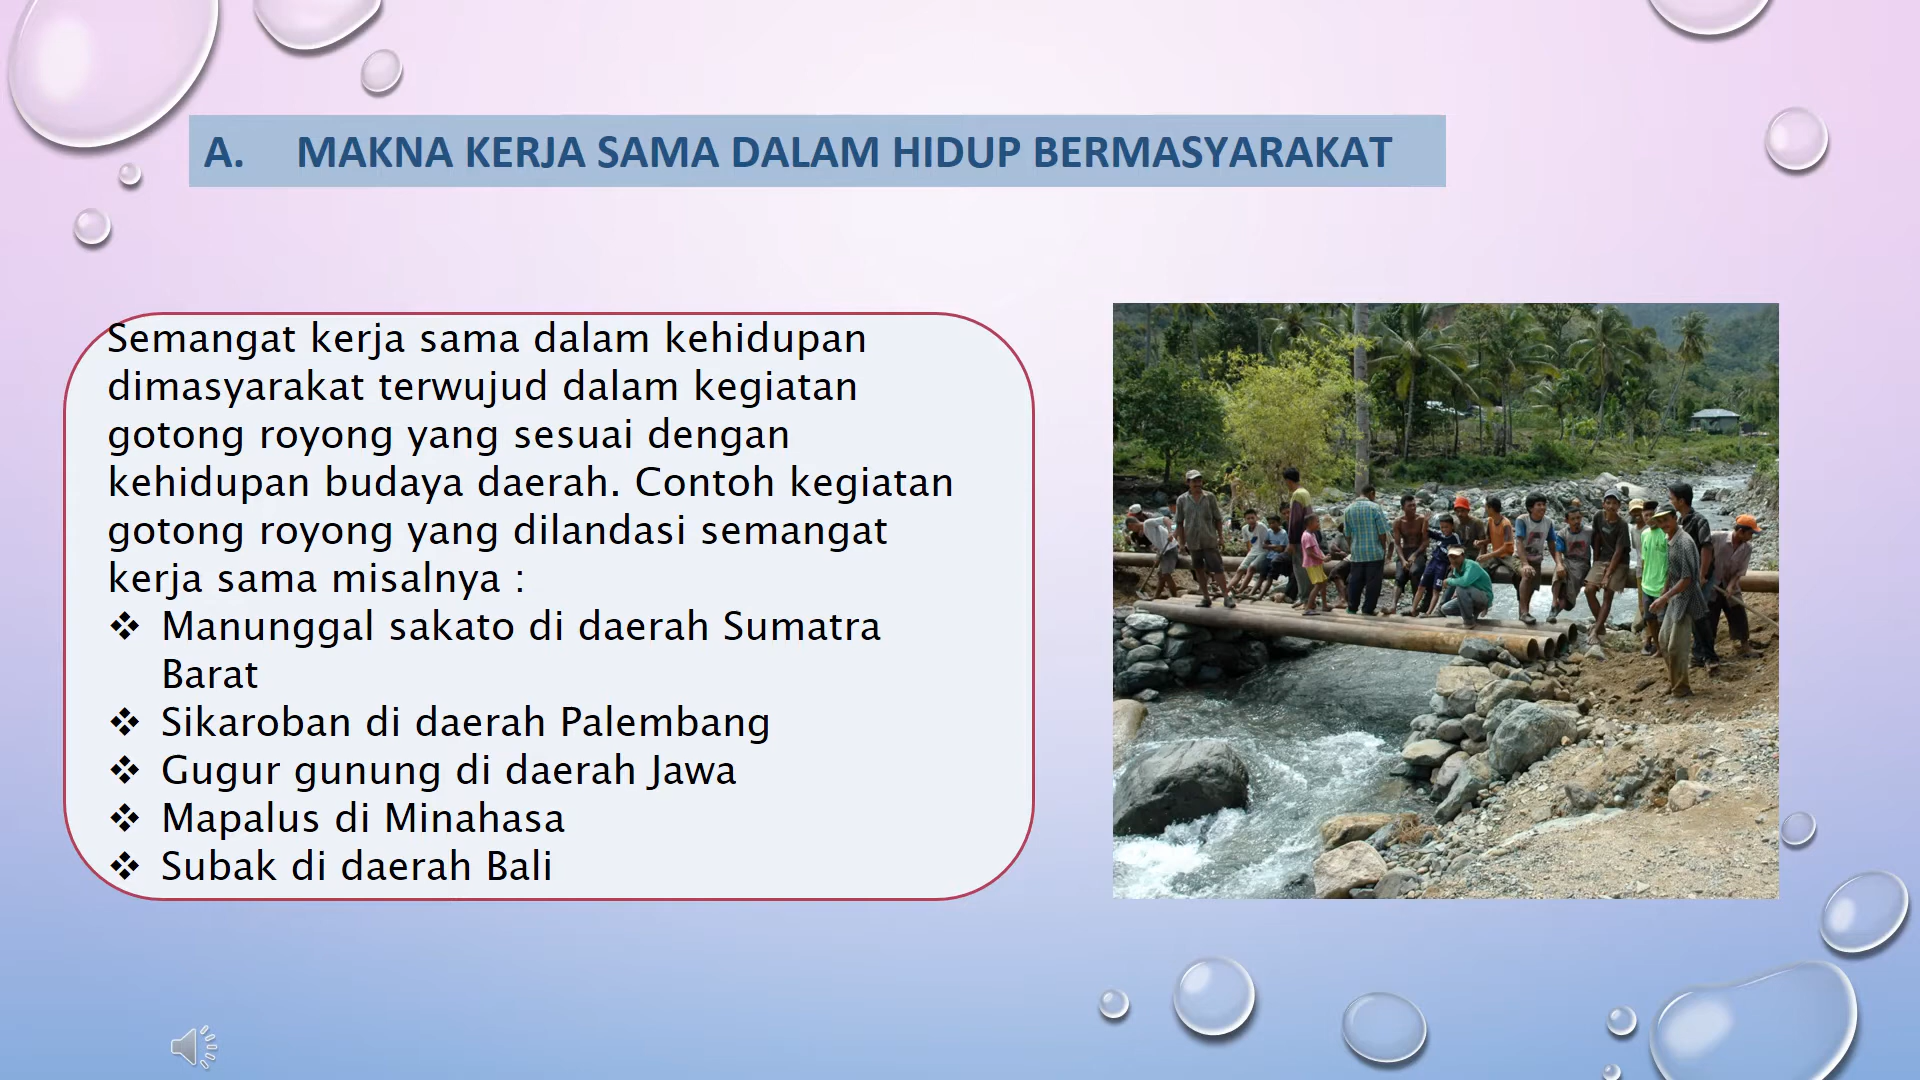 A. MAKNA KERJA SAMA DALAM HIDUP BERMASYARAKAT
Semangat kerja sama dalam kehidupan
dimasyarakat terwujud dalam kegiatan
gotong royong yang sesuai dengan
kehidupan budaya daerah. Contoh kegiatan
gotong royong yang dilandasi semangat
kerja sama misalnya :
❖ Manunggal sakato di daerah Sumatra
Barat
❖ Sikaroban di daerah Palembang
❖ Gugur gunung di daerah Jawa
❖ Mapalus di Minahasa
❖ Subak di daerah Bali